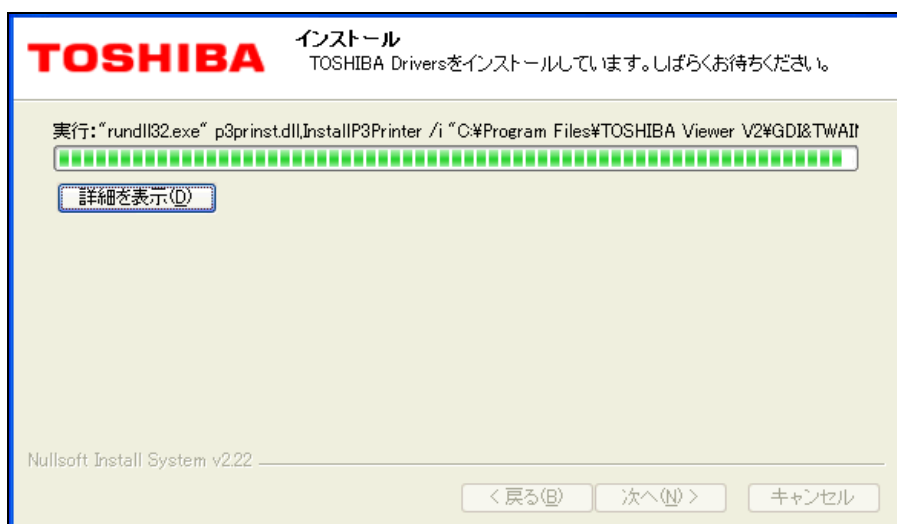 TOSHIBA
インストール
TOSHIBA Driversをインストールしています。しばらくお待ちください。
実行:"rundll32.exe" p3prinst.dll,InstallP3Printer /i "C:¥Program Files¥TOSHIBA Viewer V2¥GDI&TWAIN
詳細を表示(D)
Nullsoft Install System v2.22
< 戻る(B)
次へ(N) >
キャンセル